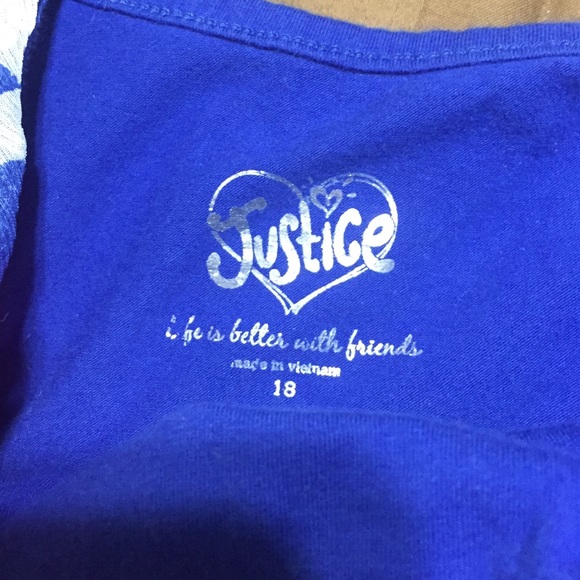 Justice
life is better with friends
made in vietnam
18